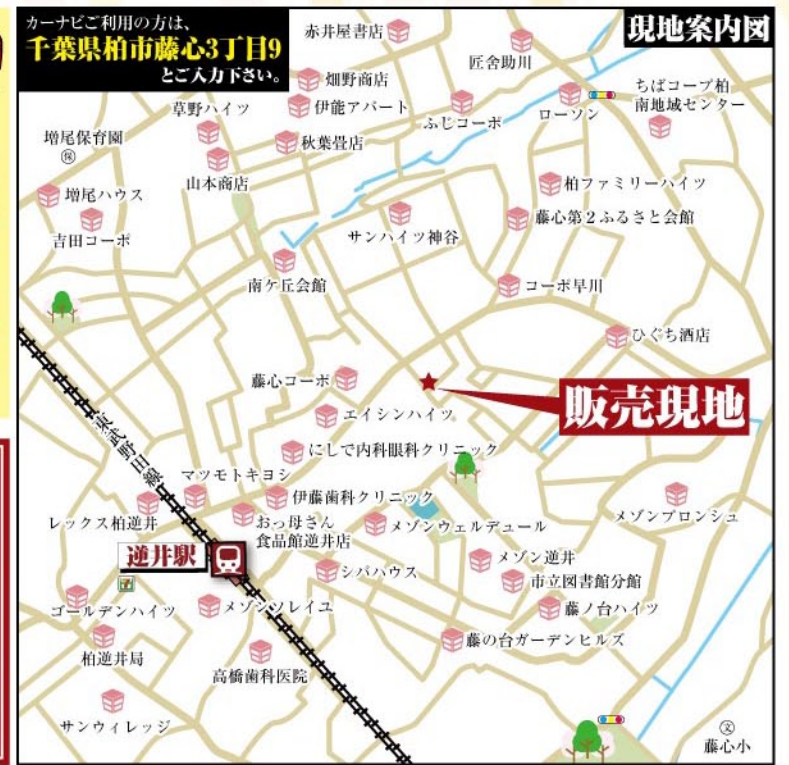 カーナビご利用の方は、
千葉県柏市藤心3丁目9
とご入力下さい。
現地案内図
赤井屋書店
匠舎助川
畑野商店
ちばコープ柏
南地域センター
草野ハイツ
伊能アパート
ふじコーポ
ローソン
増尾保育園
保
秋葉畳店
山本商店
増尾ハウス
柏ファミリーハイツ
吉田コーポ
サンハイツ神谷
藤心第2ふるさと会館
南ケ丘会館
コーポ早川
ひぐち酒店
藤心コーポ
販売現地
エイシンハイツ
東武野田線
にしで内科眼科クリニック
マツモトキヨシ
伊藤歯科クリニック
レックス柏逆井
おっ母さん
食品館逆井店
メゾンウェルデュール
メゾンブロンシュ
逆井駅
シバハウス
メゾン逆井
市立図書館分館
ゴールデンハイツ
メゾンソレイユ
藤ノ台ハイツ
柏逆井局
藤の台ガーデンヒルズ
高橋歯科医院
サンウィレッジ
文
藤心小